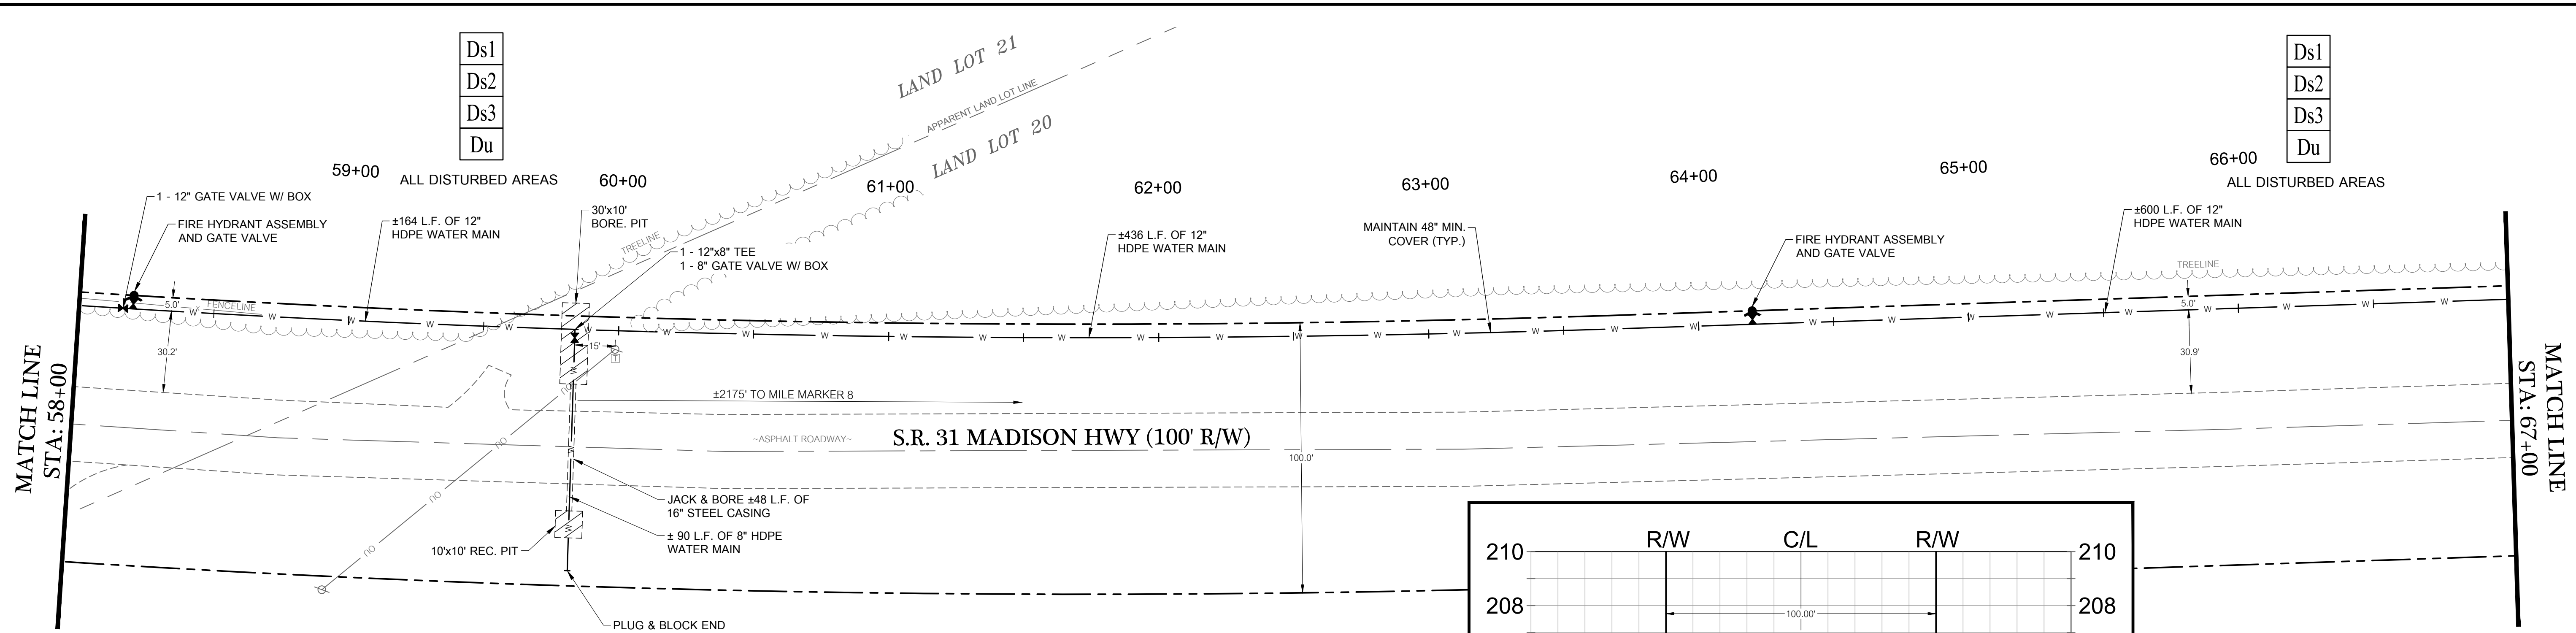 Ds1
Ds2
Ds3
Du
ALL DISTURBED AREAS
Ds1
Ds2
Ds3
Du
ALL DISTURBED AREAS
LAND LOT 21
APPARENT LAND LOT LINE
LAND LOT 20
59+00
60+00
61+00
62+00
63+00
64+00
65+00
66+00
1 - 12" GATE VALVE W/ BOX
FIRE HYDRANT ASSEMBLY
AND GATE VALVE
±164 L.F. OF 12"
HDPE WATER MAIN
30'x10'
BORE. PIT
TREELINE
1 - 12"x8" TEE
1 - 8" GATE VALVE W/ BOX
±436 L.F. OF 12"
HDPE WATER MAIN
MAINTAIN 48" MIN.
COVER (TYP.)
FIRE HYDRANT ASSEMBLY
AND GATE VALVE
±600 L.F. OF 12"
HDPE WATER MAIN
TREELINE
5.0'
FENCELINE
W W W W W W W W W W W W W W W W W W W W W W W W W W W W W W
5.0'
15'
T
30.2'
30.9'
MATCH LINE
STA: 58+00
MATCH LINE
STA: 67+00
±2175' TO MILE MARKER 8
~ASPHALT ROADWAY~
S.R. 31 MADISON HWY (100' R/W)
100.0'
OU
OU
OU
OU
W
W
W
JACK & BORE ±48 L.F. OF
16" STEEL CASING
± 90 L.F. OF 8" HDPE
WATER MAIN
10'x10' REC. PIT
PLUG & BLOCK END
R/W C/L R/W
210 210
208 208
100.00'